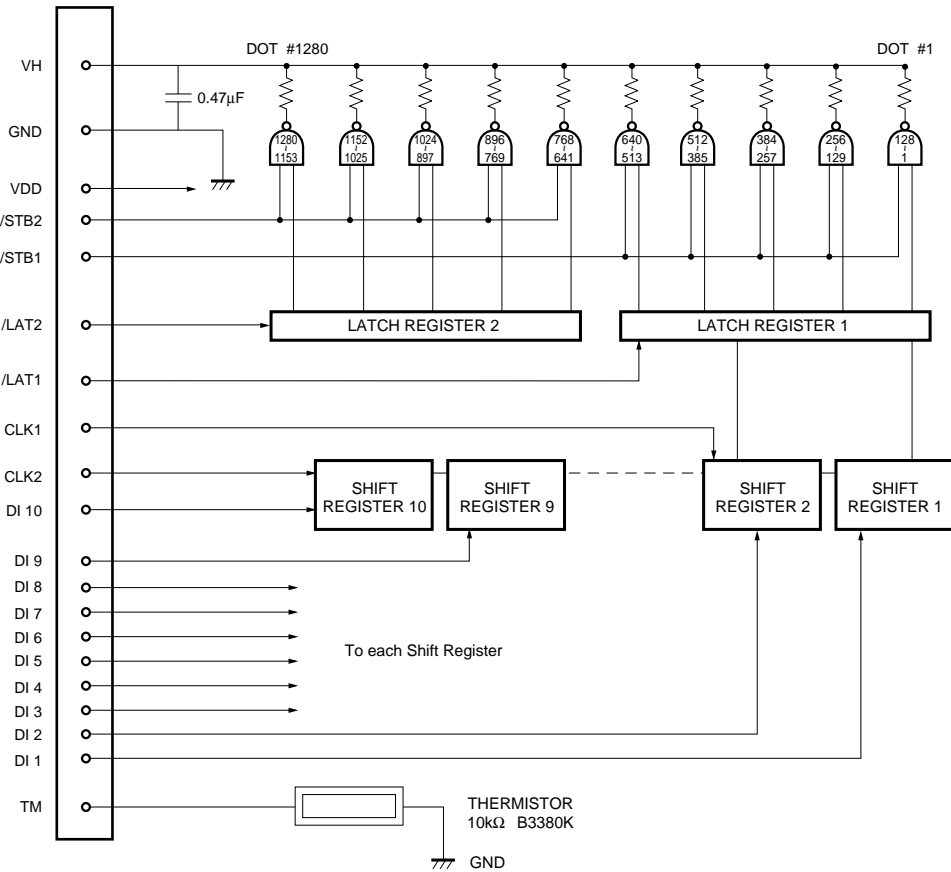 DOT #1280
DOT #1
VH
0.47µF
GND
1280
~
1153
1152
~
1025
1024
~
897
896
~
769
768
~
641
640
~
513
512
~
385
384
~
257
256
~
129
128
~
1
VDD
/STB2
/STB1
/LAT2
LATCH REGISTER 2
LATCH REGISTER 1
/LAT1
CLK1
CLK2
DI 10
SHIFT
REGISTER 10
SHIFT
REGISTER 9
SHIFT
REGISTER 2
SHIFT
REGISTER 1
DI 9
DI 8
DI 7
DI 6
DI 5
DI 4
DI 3
DI 2
DI 1
To each Shift Register
TM
THERMISTOR
10kΩ B3380K
GND